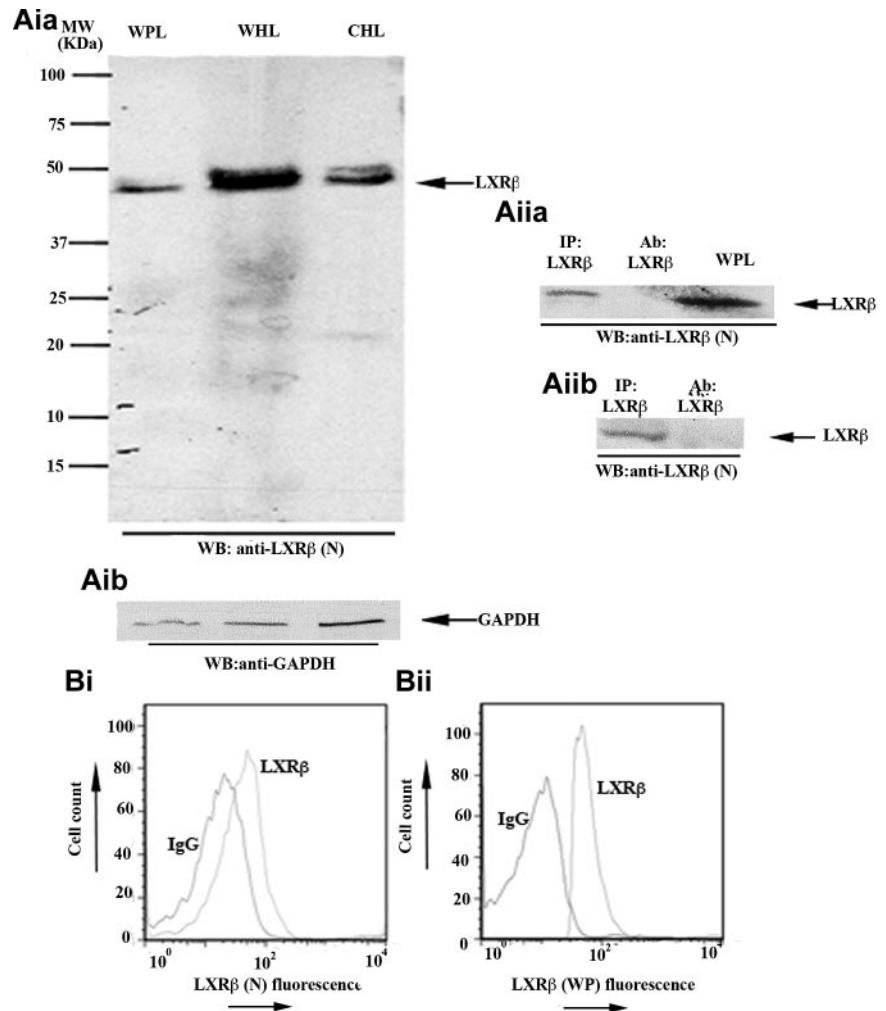 Aia
MW
(KDa)
WPL WHL CHL
100
75
50
37
25
20
10
15
LXRβ
WB: anti-LXRβ (N)
Aiia
IP:
LXRβ
Ab:
LXRβ
WPL
LXRβ
WB:anti-LXRβ (N)
Aiib
IP:
LXRβ
Ab:
LXRβ
LXRβ
WB:anti-LXRβ (N)
Aib
GAPDH
WB:anti-GAPDH
Bi
Cell count
100
80
60
40
20
0
IgG
LXRβ
10⁰ 10² 10⁴
LXRβ (N) fluorescence
Bii
Cell count
100
80
60
40
20
0
IgG
LXRβ
10⁰ 10² 10⁴
LXRβ (WP) fluorescence